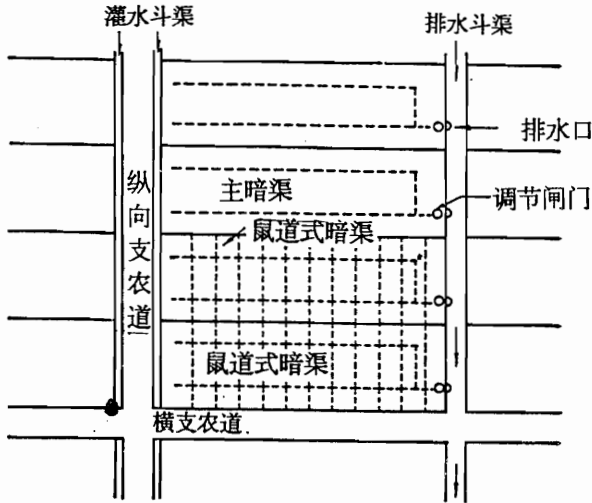 灌水斗渠
排水斗渠
排水口
纵向支农道
主暗渠
调节闸门
鼠道式暗渠
鼠道式暗渠
横支农道